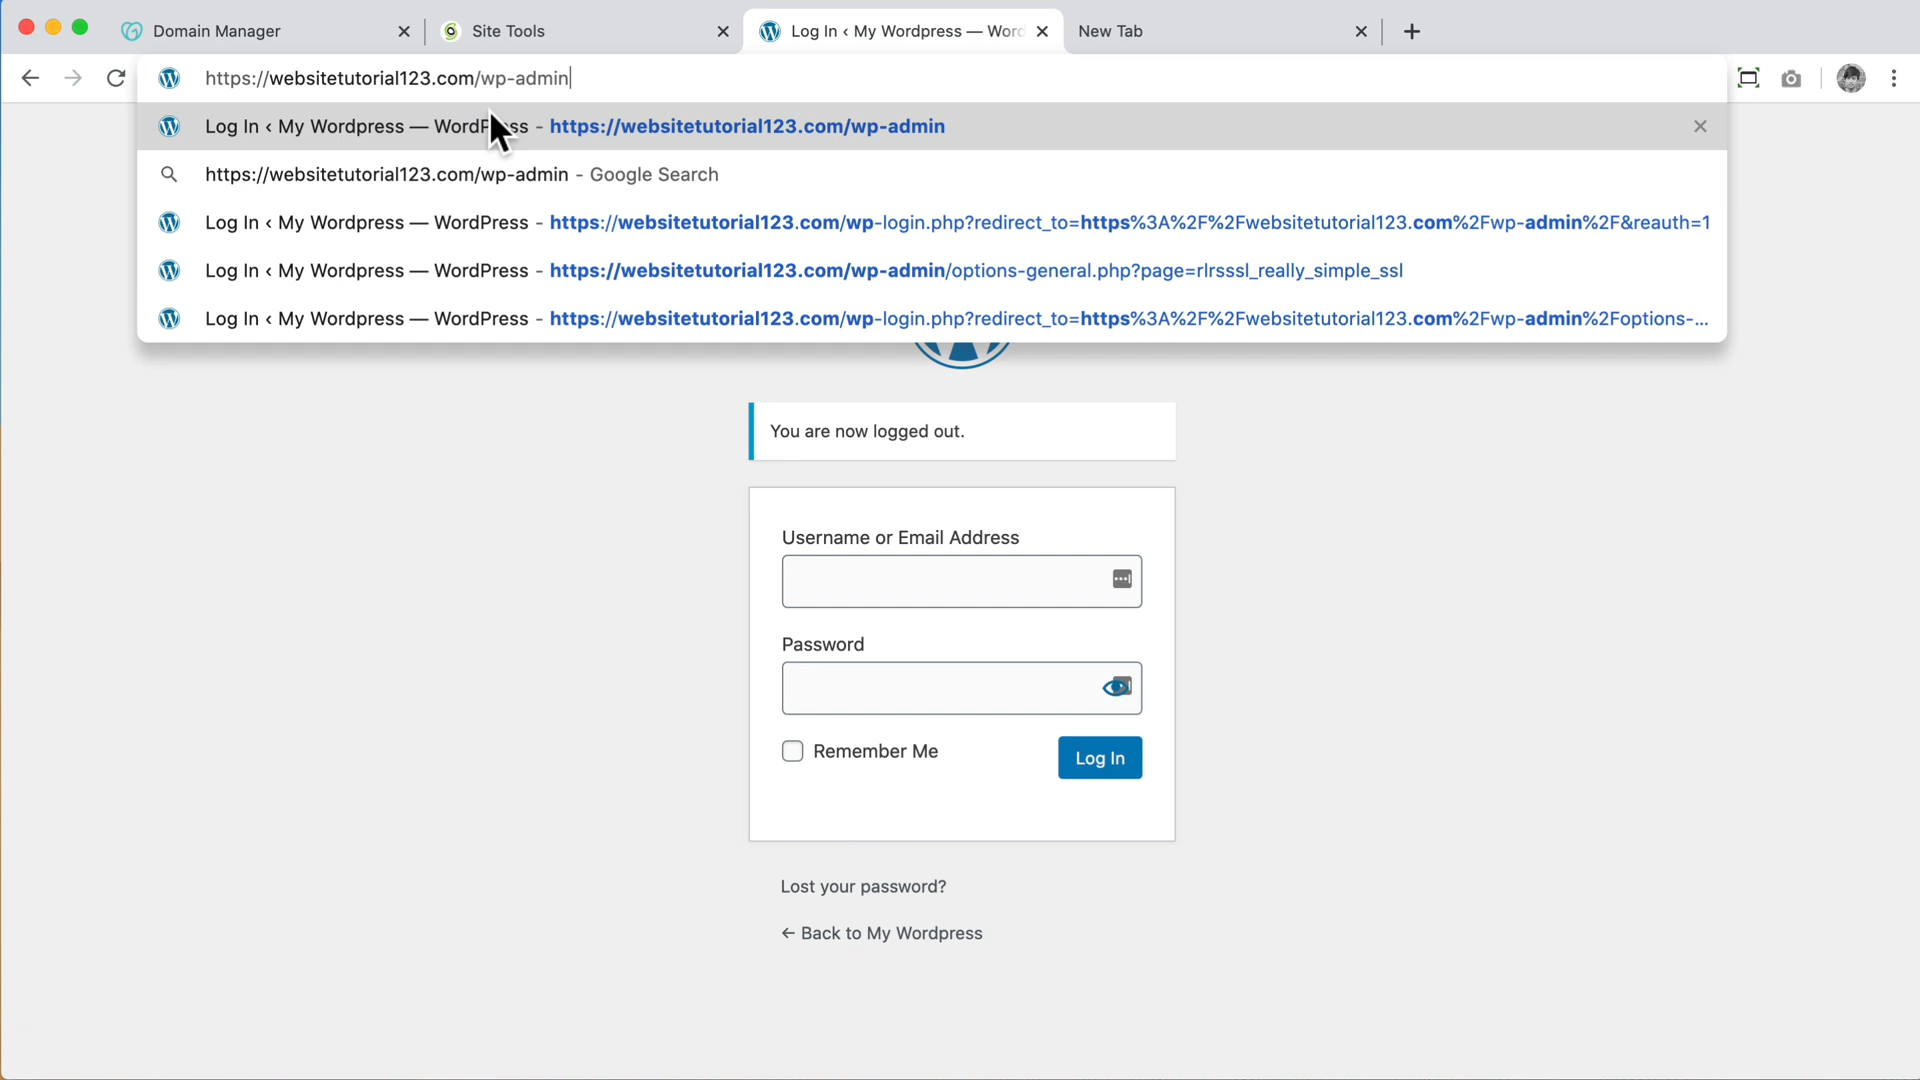 Domain Manager
Site Tools
Log In ‹ My Wordpress — Word
New Tab
https://websitetutorial123.com/wp-admin
Log In ‹ My Wordpress — WordPress - https://websitetutorial123.com/wp-admin
https://websitetutorial123.com/wp-admin - Google Search
Log In ‹ My Wordpress — WordPress - https://websitetutorial123.com/wp-login.php?redirect_to=https%3A%2F%2Fwebsitetutorial123.com%2Fwp-admin%2F&reauth=1
Log In ‹ My Wordpress — WordPress - https://websitetutorial123.com/wp-admin/options-general.php?page=rlrsssl_really_simple_ssl
Log In ‹ My Wordpress — WordPress - https://websitetutorial123.com/wp-login.php?redirect_to=https%3A%2F%2Fwebsitetutorial123.com%2Fwp-admin%2Foptions-...
You are now logged out.
Username or Email Address
Password
Remember Me
Log In
Lost your password?
← Back to My Wordpress